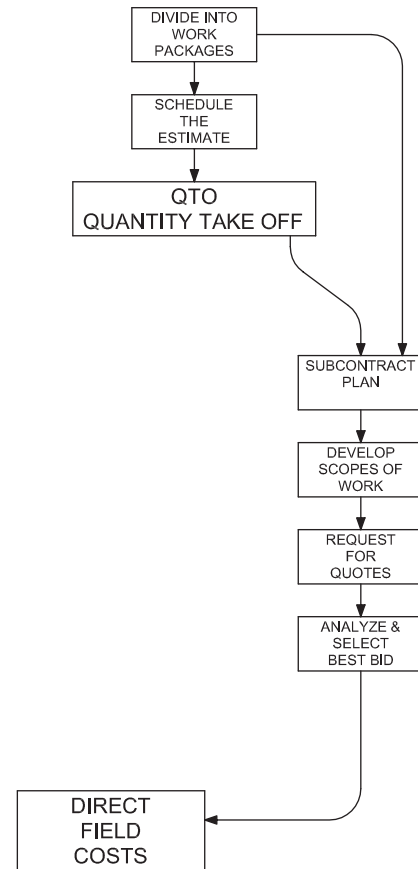 DIVIDE INTO
WORK
PACKAGES
SCHEDULE
THE
ESTIMATE
QTO
QUANTITY TAKE OFF
SUBCONTRACT
PLAN
DEVELOP
SCOPES OF
WORK
REQUEST
FOR
QUOTES
ANALYZE &
SELECT
BEST BID
DIRECT
FIELD
COSTS